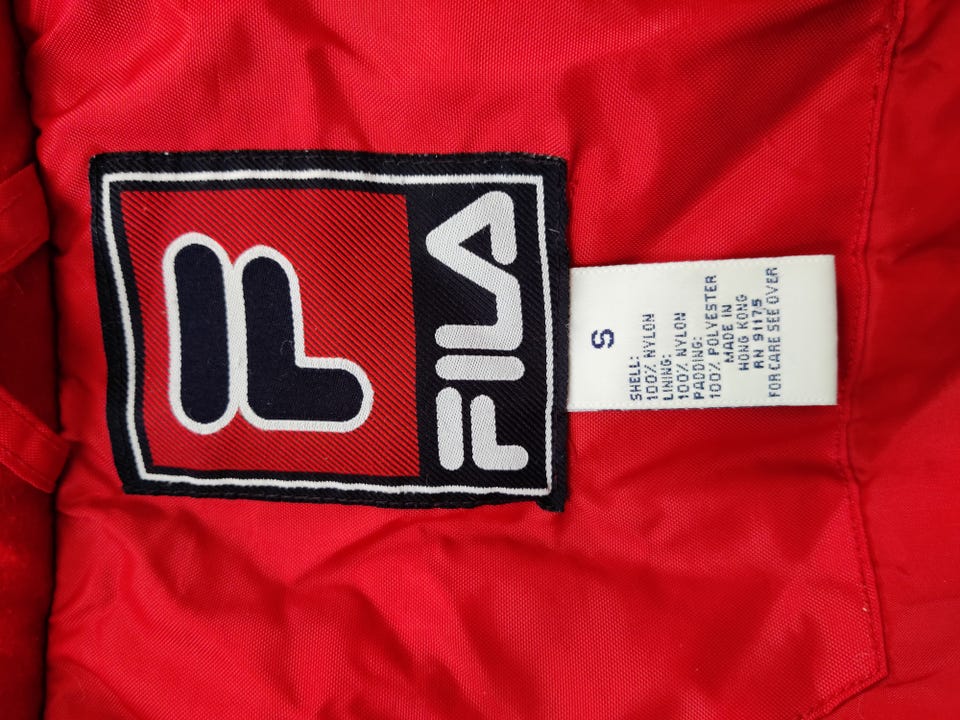 FILA
S
SHELL:
100% NYLON
LINING:
100% NYLON
PADDING:
100% POLYESTER
MADE IN
HONG KONG
RN 91175
FOR CARE SEE OVER